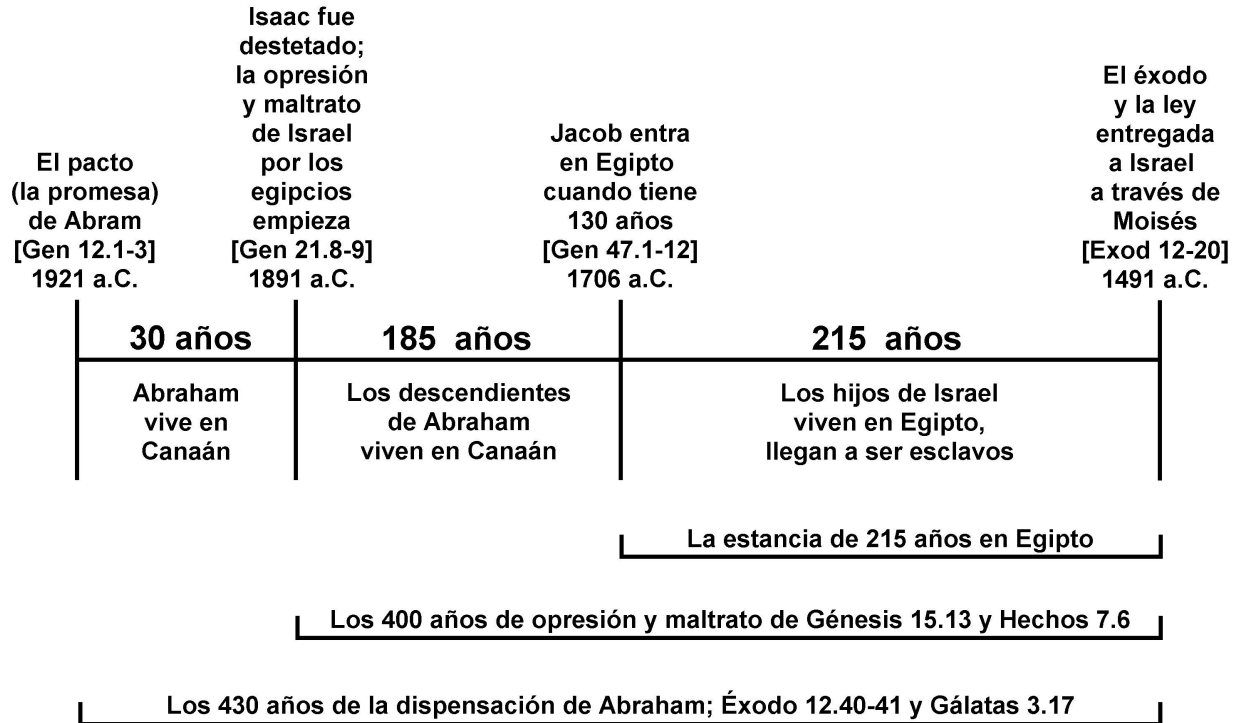 El pacto
(la promesa)
de Abram
[Gen 12.1-3]
1921 a.C.
Isaac fue
destetado;
la opresión
y maltrato
de Israel
por los
egipcios
empieza
[Gen 21.8-9]
1891 a.C.
Jacob entra
en Egipto
cuando tiene
130 años
[Gen 47.1-12]
1706 a.C.
El éxodo
y la ley
entregada
a Israel
a través de
Moisés
[Exod 12-20]
1491 a.C.
30 años
185 años
215 años
Abraham
vive en
Canaán
Los descendientes
de Abraham
viven en Canaán
Los hijos de Israel
viven en Egipto,
llegan a ser esclavos
La estancia de 215 años en Egipto
Los 400 años de opresión y maltrato de Génesis 15.13 y Hechos 7.6
Los 430 años de la dispensación de Abraham; Éxodo 12.40-41 y Gálatas 3.17